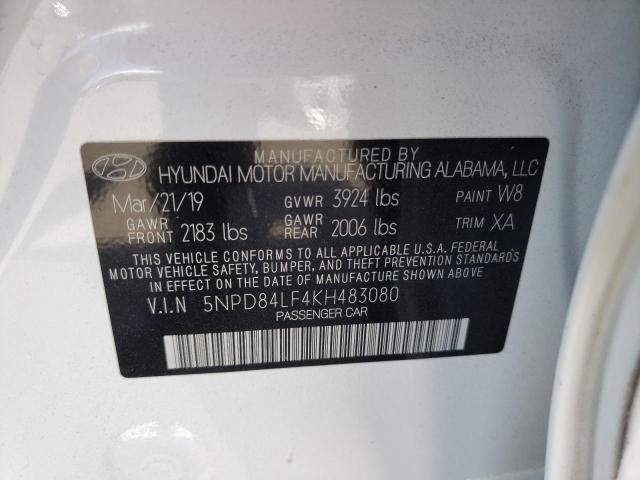 MANUFACTURED BY
HYUNDAI MOTOR MANUFACTURING ALABAMA, LLC
Mar/21/19 GVWR 3924 lbs PAINT W8
GAWR FRONT 2183 lbs GAWR REAR 2006 lbs TRIM XA
THIS VEHICLE CONFORMS TO ALL APPLICABLE U.S.A. FEDERAL
MOTOR VEHICLE SAFETY, BUMPER, AND THEFT PREVENTION STANDARDS
IN EFFECT ON THE DATE OF MANUFACTURE SHOWN ABOVE.
V.I.N 5NPD84LF4KH483080
PASSENGER CAR